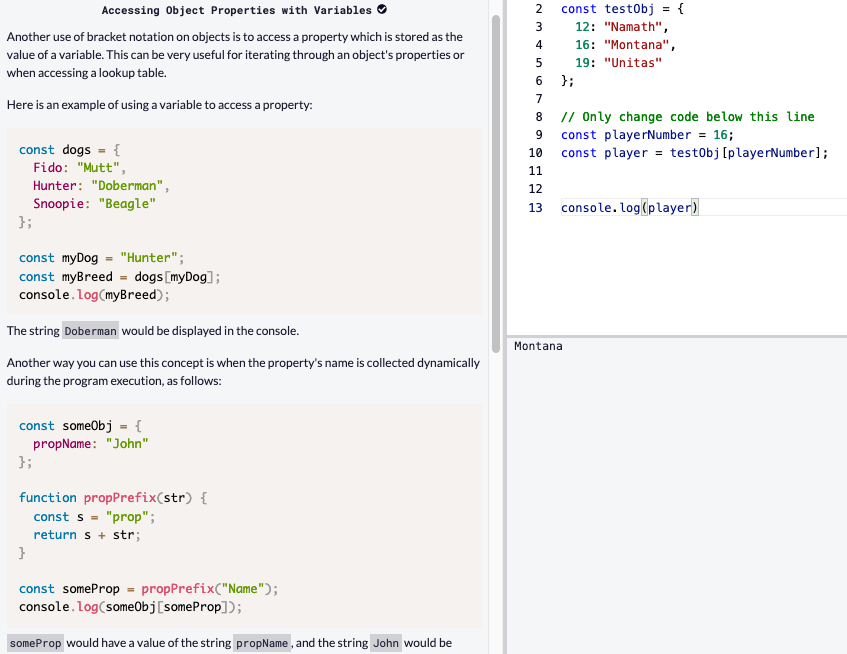 Accessing Object Properties with Variables
Another use of bracket notation on objects is to access a property which is stored as the
value of a variable. This can be very useful for iterating through an object's properties or
when accessing a lookup table.
Here is an example of using a variable to access a property:
const dogs = {
  Fido: "Mutt",
  Hunter: "Doberman",
  Snoopie: "Beagle"
};
const myDog = "Hunter";
const myBreed = dogs[myDog];
console.log(myBreed);
The string Doberman would be displayed in the console.
Another way you can use this concept is when the property's name is collected dynamically
during the program execution, as follows:
const someObj = {
  propName: "John"
};
function propPrefix(str) {
  const s = "prop";
  return s + str;
}
const someProp = propPrefix("Name");
console.log(someObj[someProp]);
someProp would have a value of the string propName, and the string John would be
2 const testObj = {
3   12: "Namath",
4   16: "Montana",
5   19: "Unitas"
6 };
7
8 // Only change code below this line
9 const playerNumber = 16;
10 const player = testObj[playerNumber];
11
12
13 console.log(player)
Montana